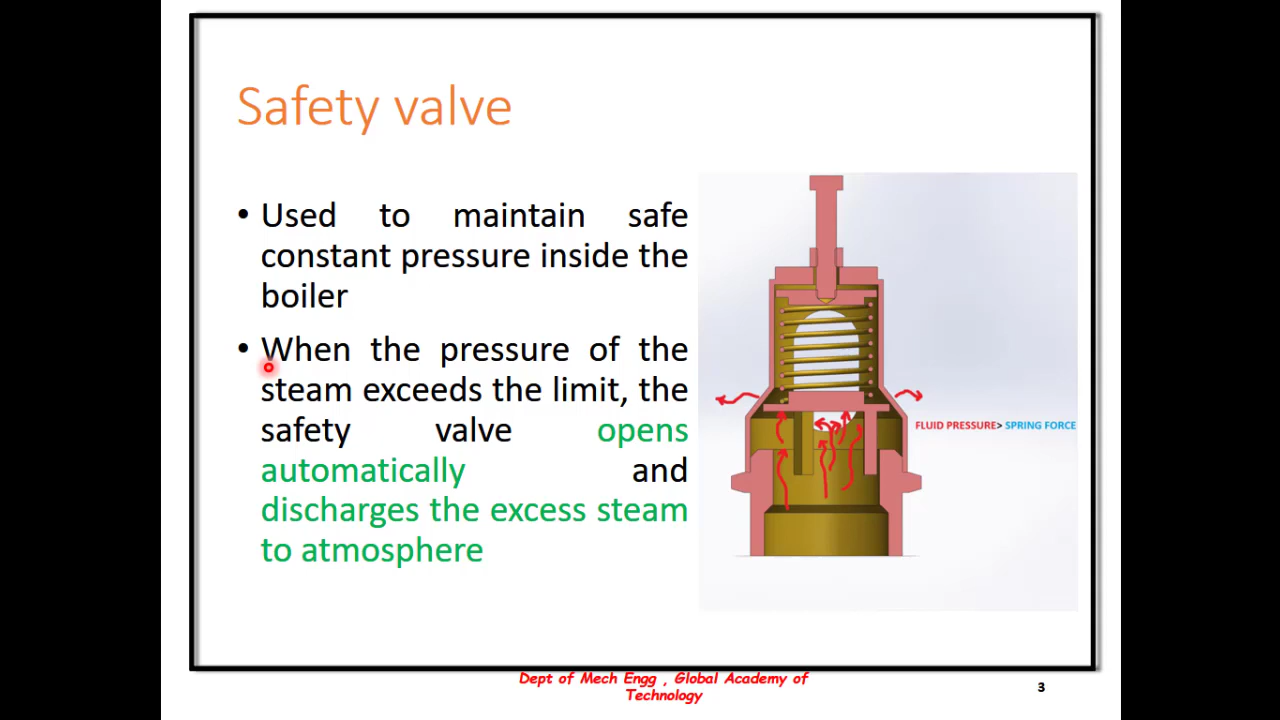 Safety valve
• Used to maintain safe
constant pressure inside the
boiler
• When the pressure of the
steam exceeds the limit, the
safety valve opens
automatically and
discharges the excess steam
to atmosphere
FLUID PRESSURE> SPRING FORCE
Dept of Mech Engg , Global Academy of
Technology
3